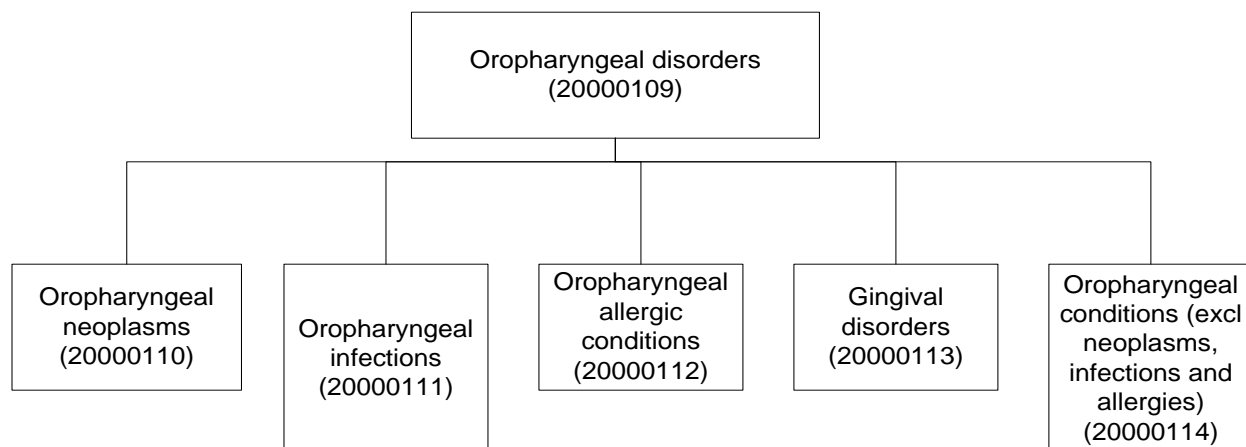 Oropharyngeal disorders
(20000109)
Oropharyngeal
neoplasms
(20000110)
Oropharyngeal
infections
(20000111)
Oropharyngeal
allergic
conditions
(20000112)
Gingival
disorders
(20000113)
Oropharyngeal
conditions (excl
neoplasms,
infections and
allergies)
(20000114)